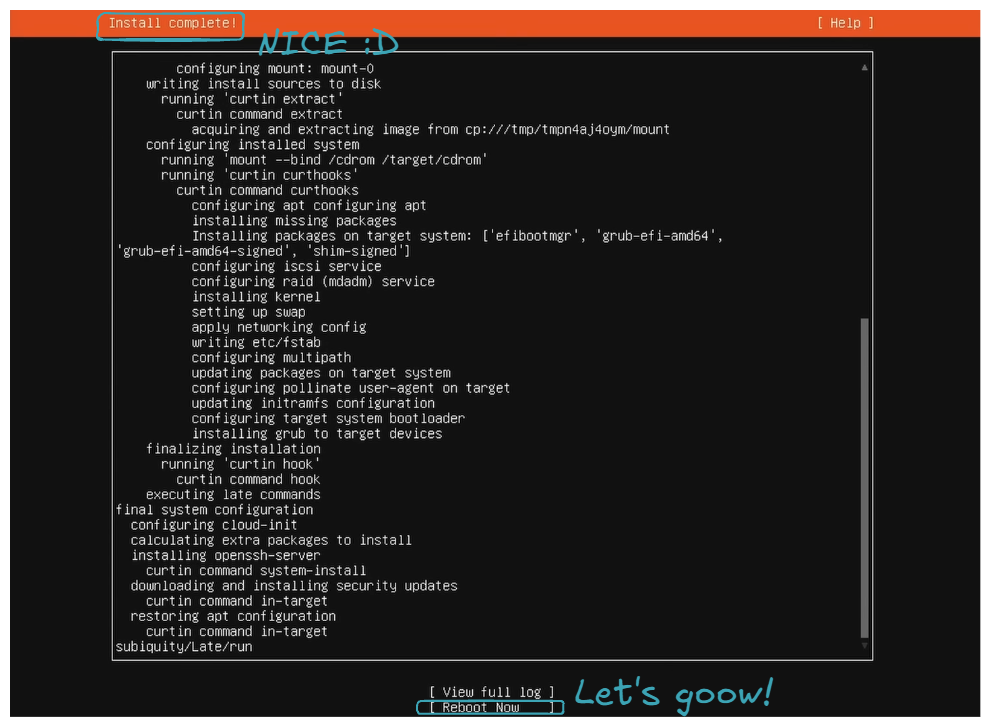 Install complete!
[ Help ]
NICE :D
configuring mount: mount-0
writing install sources to disk
running 'curtin extract'
curtin command extract
acquiring and extracting image from cp:///tmp/tmpn4aj4oym/mount
configuring installed system
running 'mount --bind /cdrom /target/cdrom'
running 'curtin curthooks'
curtin command curthooks
configuring apt configuring apt
installing missing packages
Installing packages on target system: ['efibootmgr', 'grub-efi-amd64',
'grub-efi-amd64-signed', 'shim-signed']
configuring iscsi service
configuring raid (mdadm) service
installing kernel
setting up swap
apply networking config
writing etc/fstab
configuring multipath
updating packages on target system
configuring pollinate user-agent on target
updating initramfs configuration
configuring target system bootloader
installing grub to target devices
finalizing installation
running 'curtin hook'
curtin command hook
executing late commands
final system configuration
configuring cloud-init
calculating extra packages to install
installing openssh-server
curtin command system-install
downloading and installing security updates
curtin command in-target
restoring apt configuration
curtin command in-target
subiquity/Late/run
[ View full log ]
[ Reboot Now ]
Let's goow!